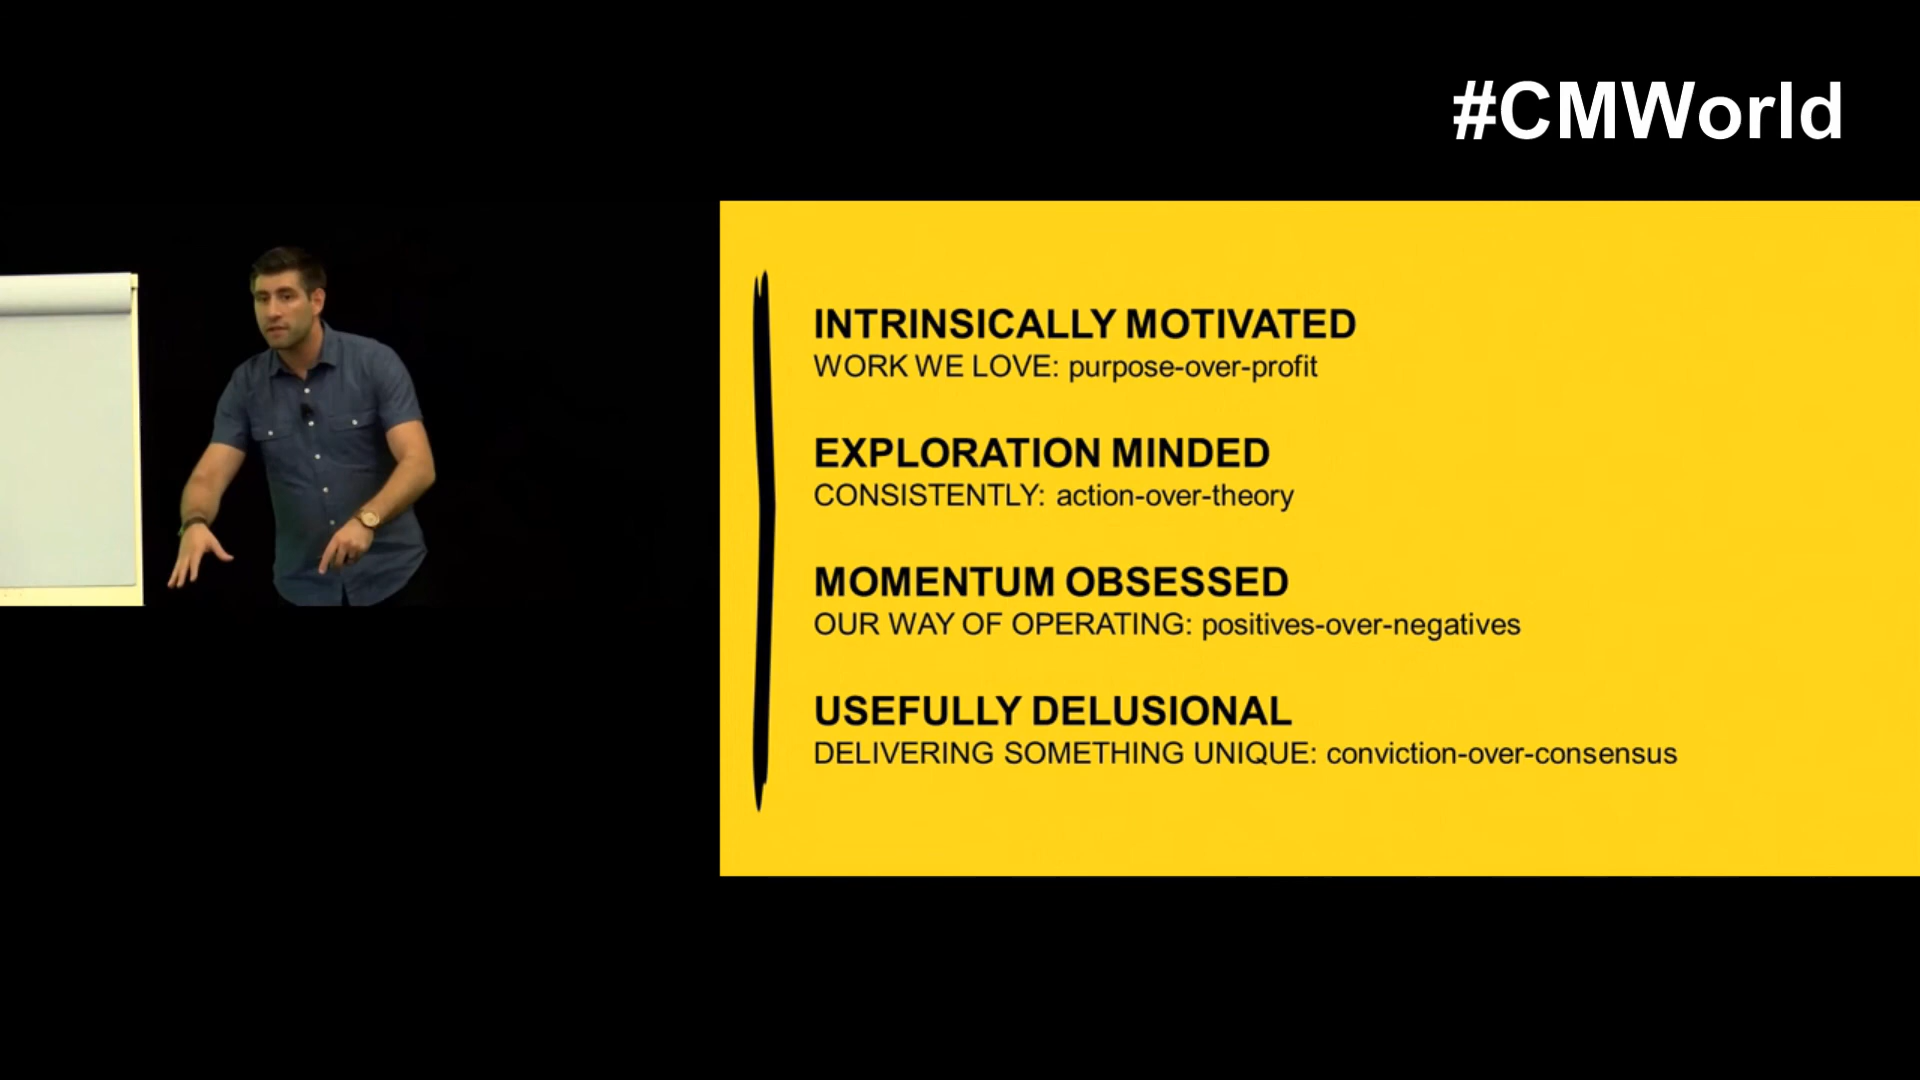 #CMWorld
INTRINSICALLY MOTIVATED
WORK WE LOVE: purpose-over-profit
EXPLORATION MINDED
CONSISTENTLY: action-over-theory
MOMENTUM OBSESSED
OUR WAY OF OPERATING: positives-over-negatives
USEFULLY DELUSIONAL
DELIVERING SOMETHING UNIQUE: conviction-over-consensus